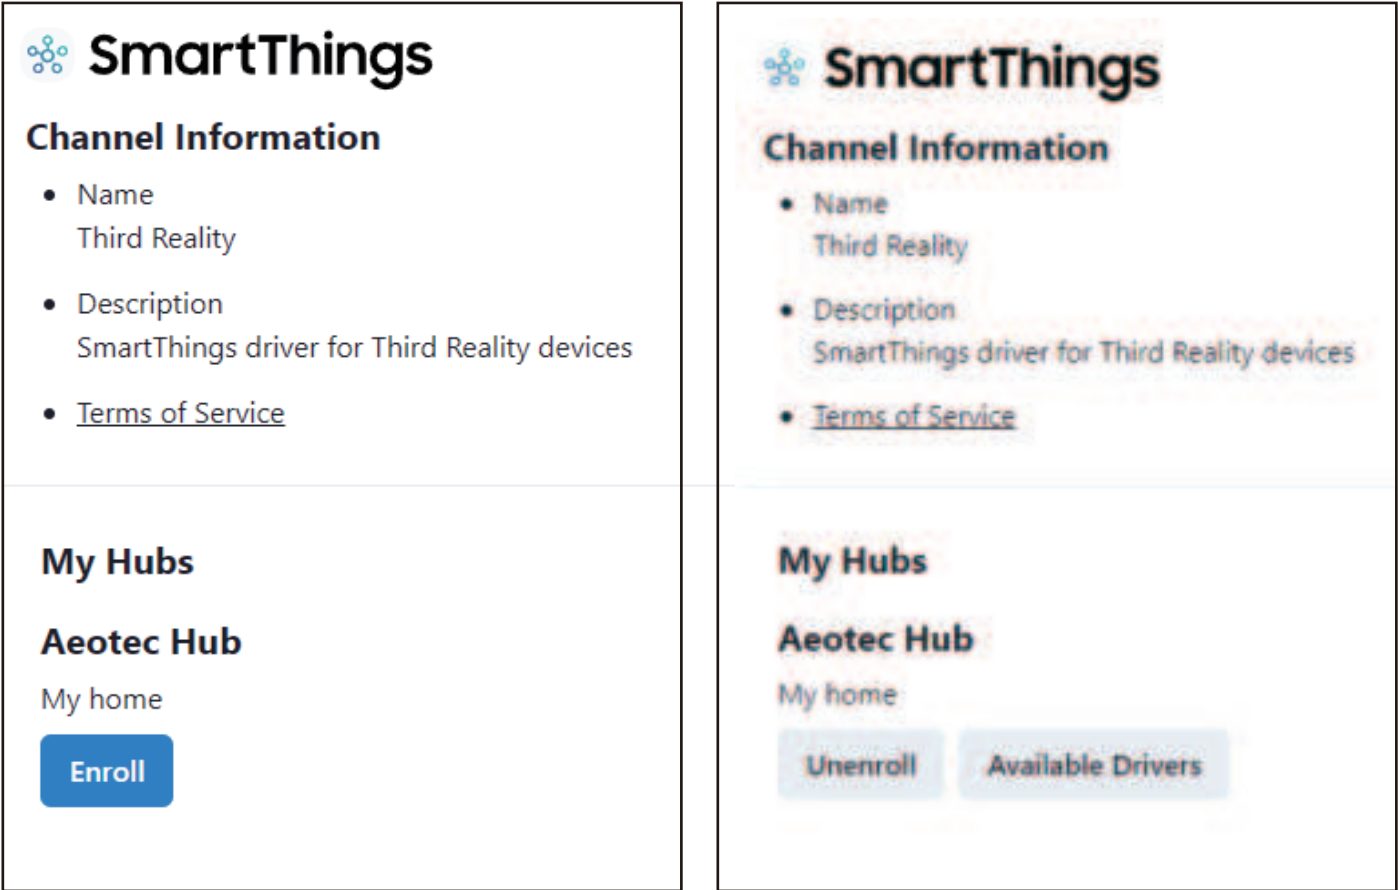 SmartThings
Channel Information
• Name
Third Reality
• Description
SmartThings driver for Third Reality devices
• Terms of Service
My Hubs
Aeotec Hub
My home
Enroll
SmartThings
Channel Information
• Name
Third Reality
• Description
SmartThings driver for Third Reality devices
• Terms of Service
My Hubs
Aeotec Hub
My home
Unenroll
Available Drivers